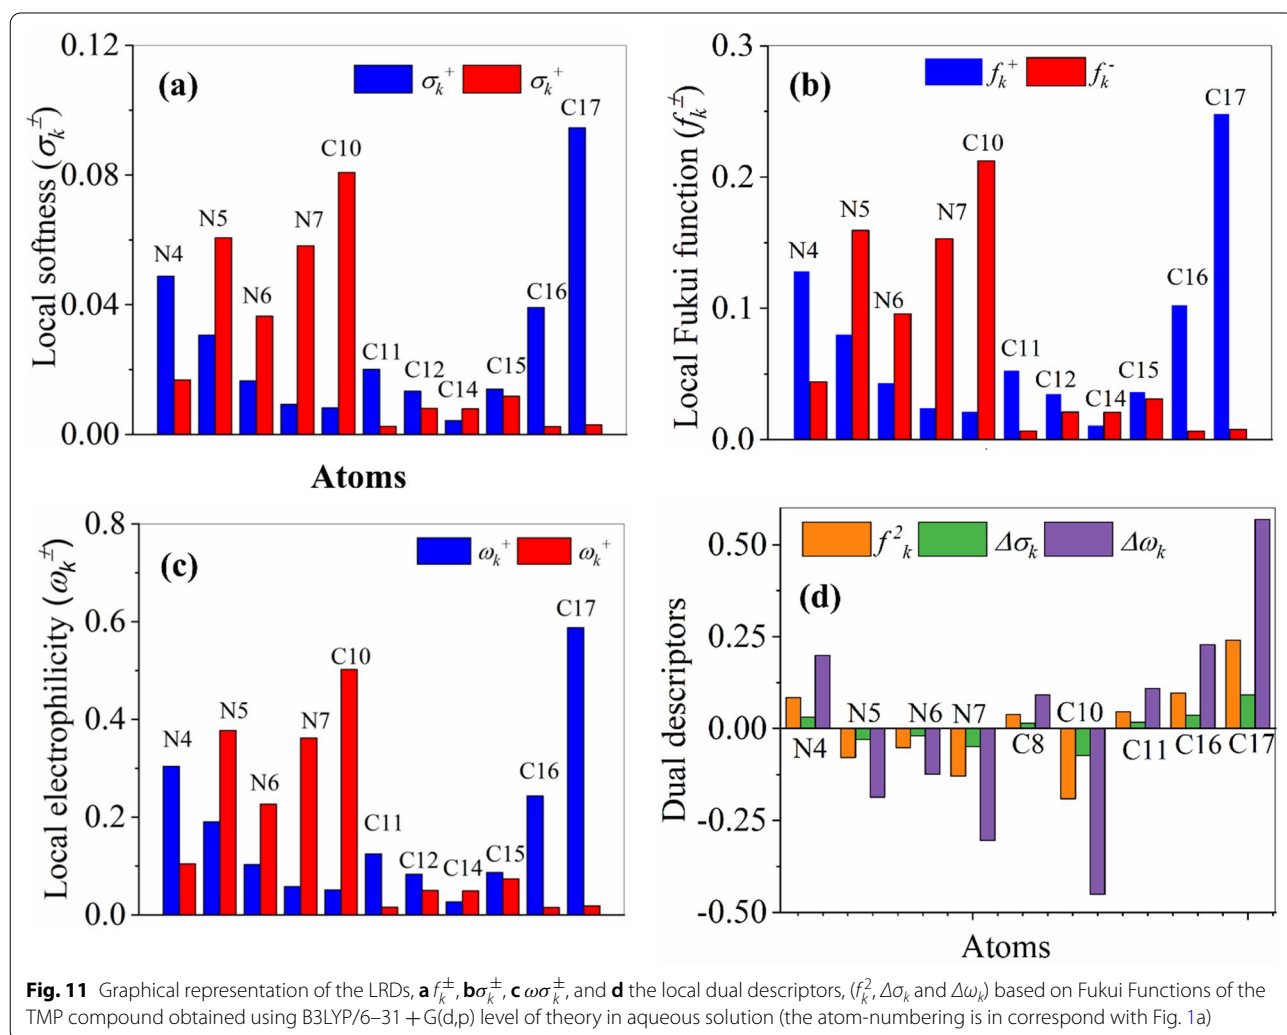 (a)
σₖ⁺ σₖ⁺
Local softness (σₖ±)
0.12
0.08
0.04
0.00
N4 N5 N6 N7 C10 C11 C12 C14 C15 C16 C17
Atoms
(b)
fₖ⁺ fₖ⁻
Local Fukui function (fₖ±)
0.3
0.2
0.1
0.0
N4 N5 N6 N7 C10 C11 C12 C14 C15 C16 C17
(c)
ωₖ⁺ ωₖ⁺
Local electrophilicity (ωₖ±)
0.8
0.6
0.4
0.2
0.0
N4 N5 N6 N7 C10 C11 C12 C14 C15 C16 C17
(d)
f²ₖ Δσₖ Δωₖ
Dual descriptors
0.50
0.25
0.00
-0.25
-0.50
N4 N5 N6 N7 C8 C10 C11 C16 C17
Atoms
Fig. 11 Graphical representation of the LRDs, a fₖ±, bσₖ±, c ωσₖ±, and d the local dual descriptors, (fₖ², Δσₖ and Δωₖ) based on Fukui Functions of the
TMP compound obtained using B3LYP/6–31 + G(d,p) level of theory in aqueous solution (the atom-numbering is in correspond with Fig. 1a)